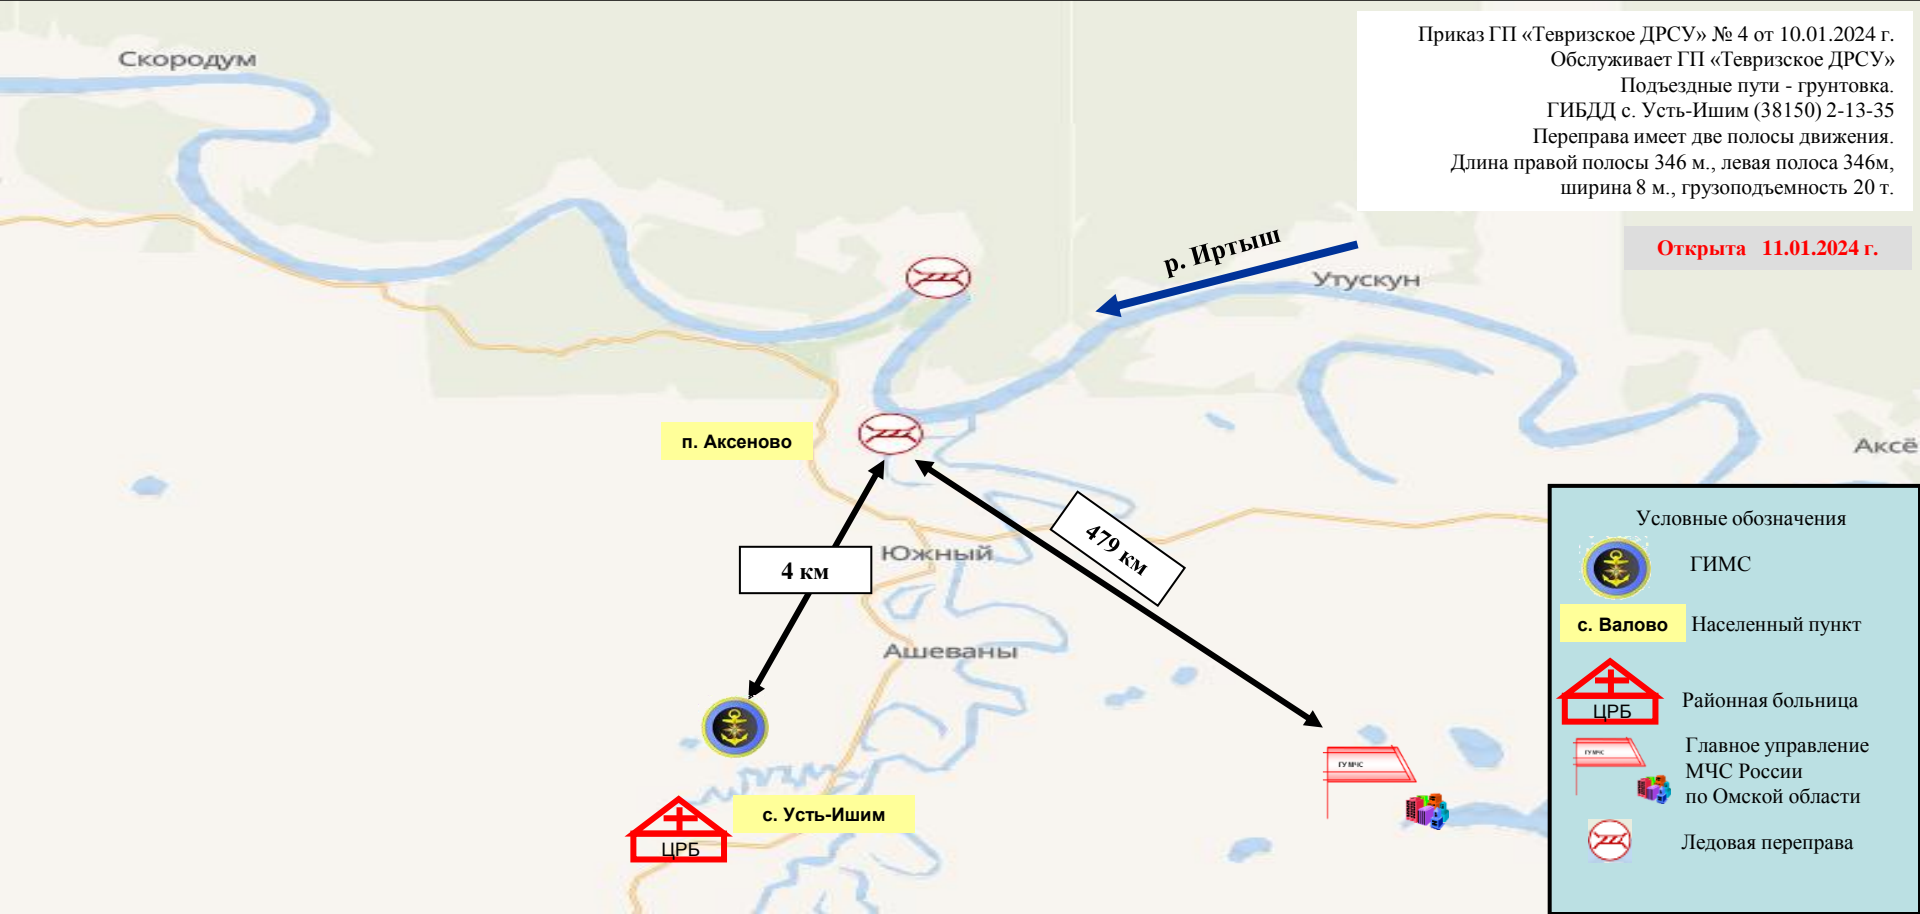 Скородум
Приказ ГП «Тевризское ДРСУ» № 4 от 10.01.2024 г.
Обслуживает ГП «Тевризское ДРСУ»
Подъездные пути - грунтовка.
ГИБДД с. Усть-Ишим (38150) 2-13-35
Переправа имеет две полосы движения.
Длина правой полосы 346 м., левая полоса 346м,
ширина 8 м., грузоподъемность 20 т.
Открыта 11.01.2024 г.
р. Иртыш
Утускун
п. Аксеново
Аксё
479 км
Южный
4 км
Ашеваны
ГУ МЧС
с. Усть-Ишим
ЦРБ
Условные обозначения
ГИМС
с. Валово Населенный пункт
ЦРБ
Районная больница
ГУ МЧС
Главное управление
МЧС России
по Омской области
Ледовая переправа